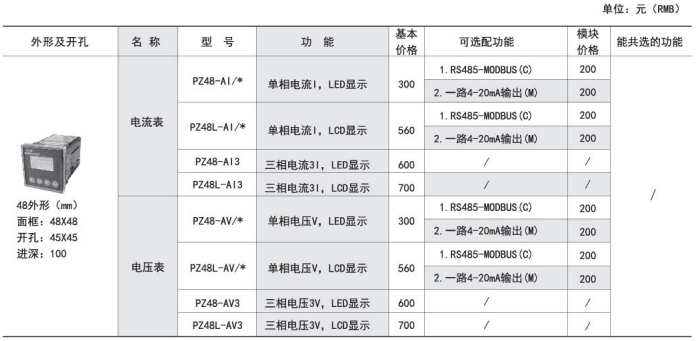 单位：元（RMB）
外形及开孔 名 称 型 号 功 能 基本价格 可选配功能 模块价格 能共选的功能
48外形（mm）
面框：48X48
开孔：45X45
进深：100
电流表
PZ48-AI/* 单相电流I，LED显示 300 1.RS485-MODBUS(C) 200
2.一路4-20mA输出(M) 200
PZ48L-AI/* 单相电流I，LCD显示 560 1.RS485-MODBUS(C) 200
2.一路4-20mA输出(M) 200
PZ48-AI3 三相电流3I，LED显示 600 / /
PZ48L-AI3 三相电流3I，LCD显示 700 / /
/
电压表
PZ48-AV/* 单相电压V，LED显示 300 1.RS485-MODBUS(C) 200
2.一路4-20mA输出(M) 200
PZ48L-AV/* 单相电压V，LCD显示 560 1.RS485-MODBUS(C) 200
2.一路4-20mA输出(M) 200
PZ48-AV3 三相电压3V，LED显示 600 / /
PZ48L-AV3 三相电压3V，LCD显示 700 / /